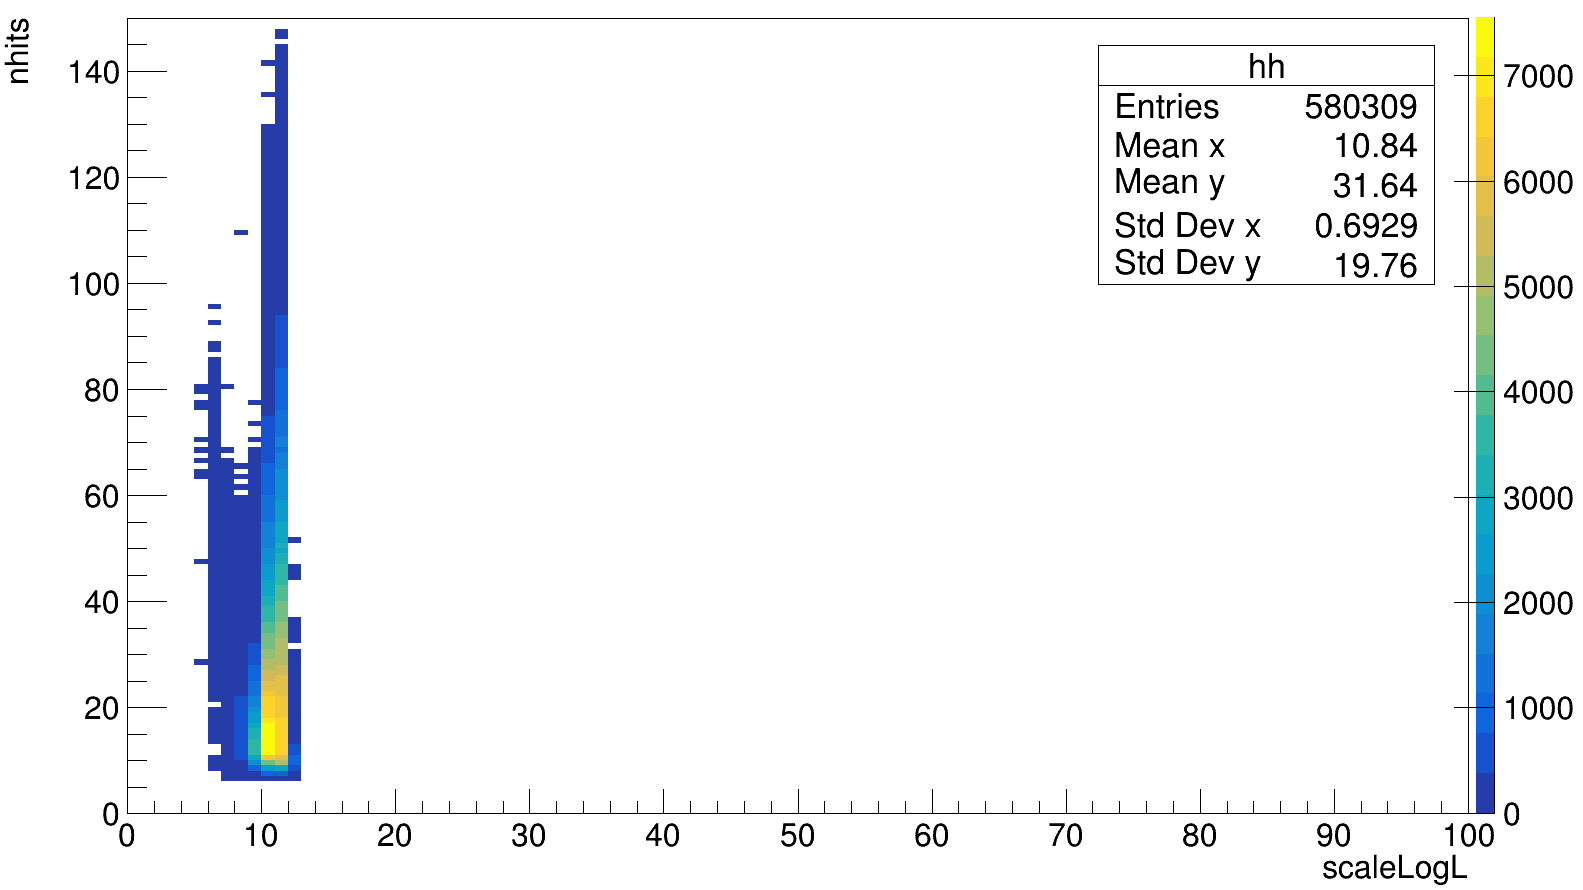 nhits
hh
Entries 580309
Mean x 10.84
Mean y 31.64
Std Dev x 0.6929
Std Dev y 19.76
140
120
100
80
60
40
20
0
0 10 20 30 40 50 60 70 80 90 100
scaleLogL
7000
6000
5000
4000
3000
2000
1000
0